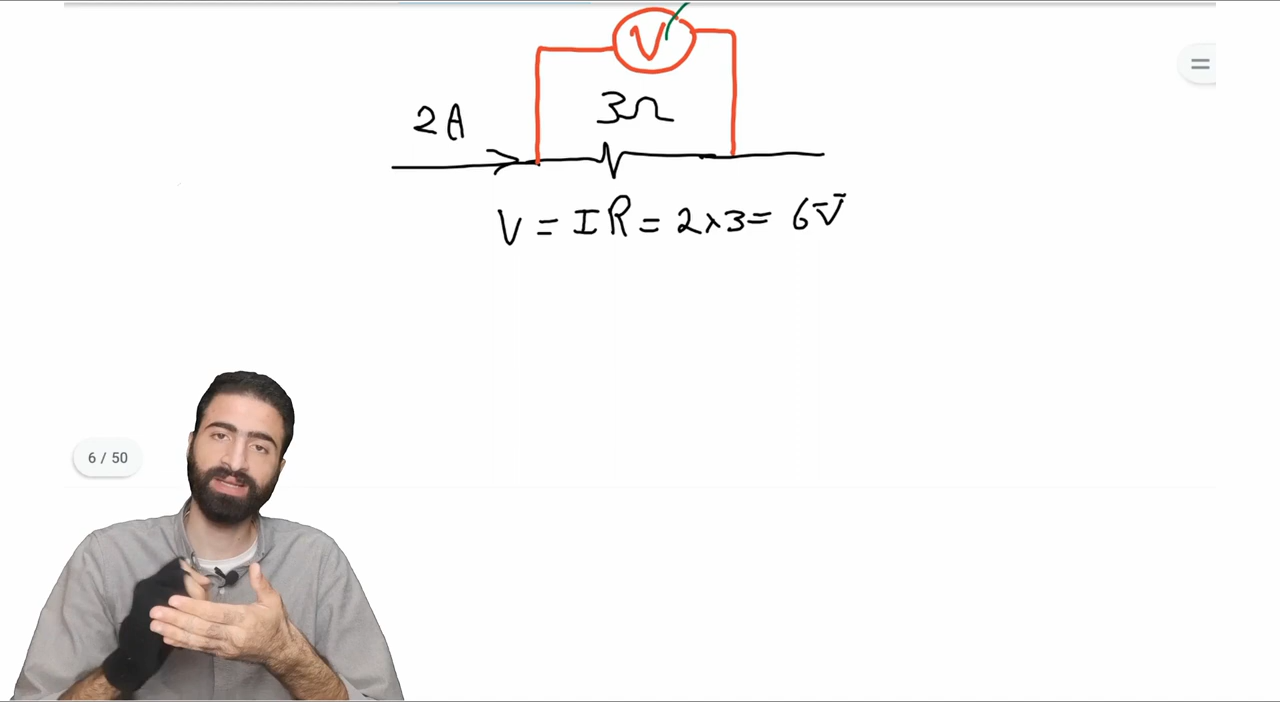 V
3Ω
2A
V = IR = 2×3 = 6V
6 / 50